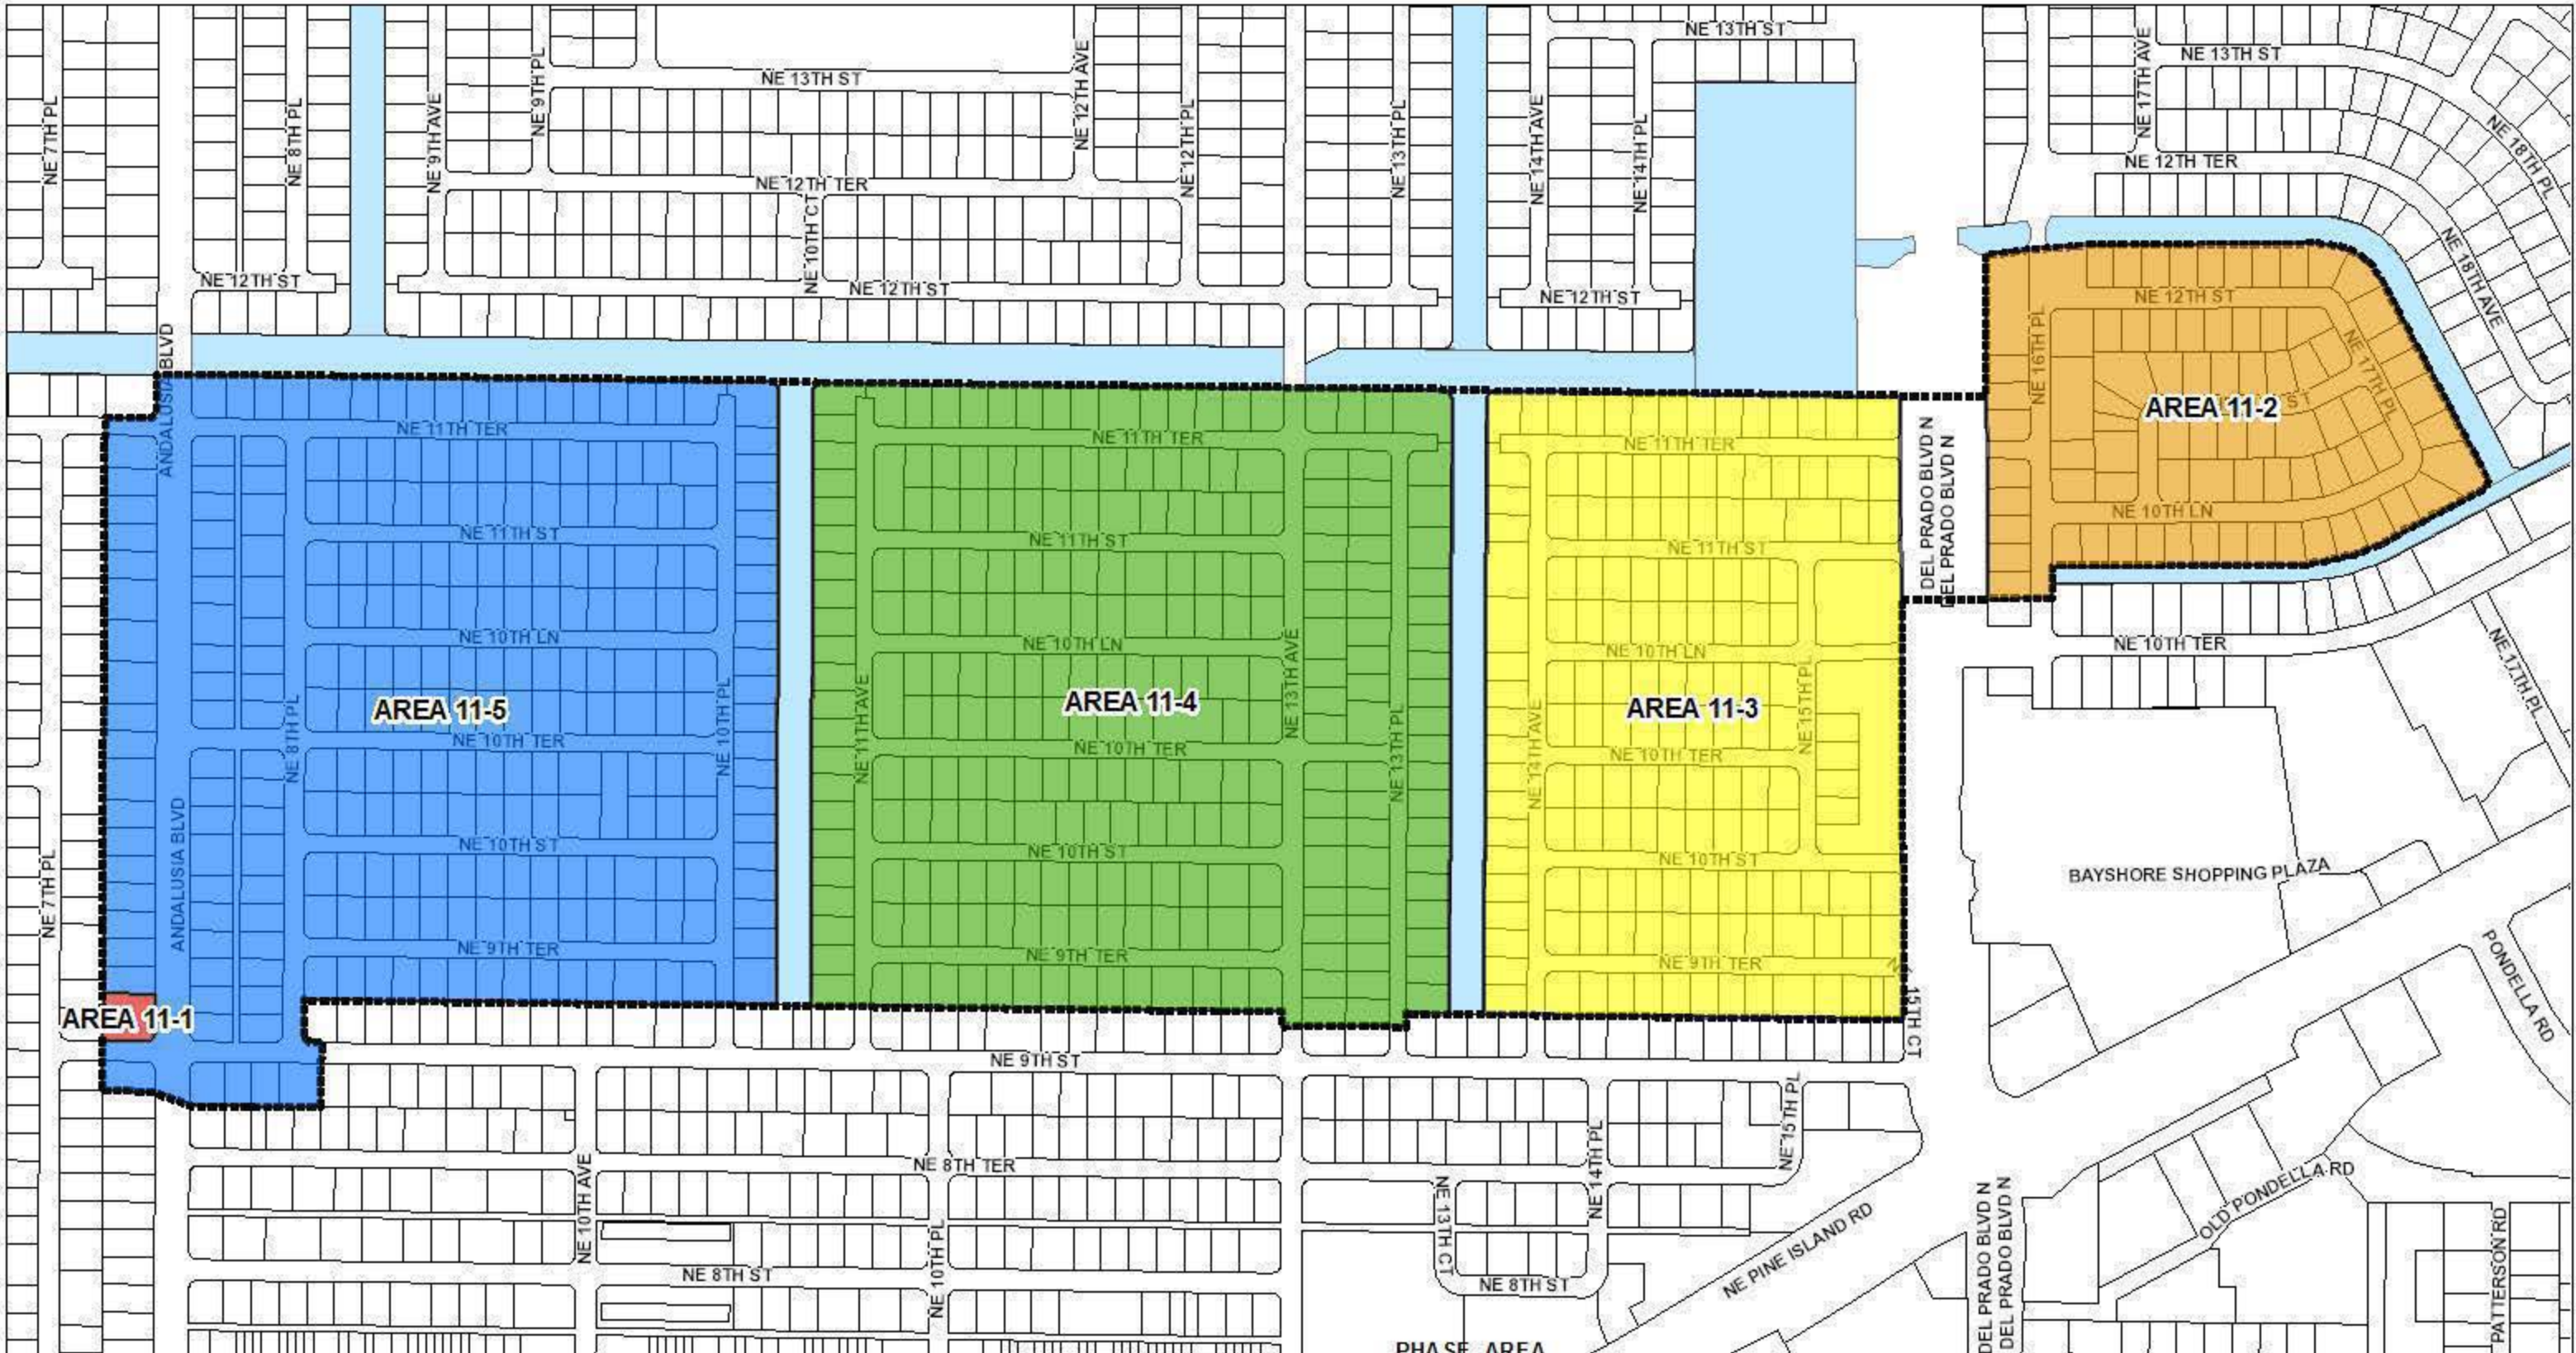 NE 13TH ST
NE 17TH AVE
NE 13TH ST
NE 9TH PL
NE 13TH ST
NE 12TH AVE
NE 7TH PL
NE 8TH PL
NE 9TH AVE
NE 12TH PL
NE 13TH PL
NE 14TH AVE
NE 14TH PL
NE 18TH PL
NE 12TH TER
NE 12TH TER
NE 10TH CT
NE 18TH AVE
NE 12TH ST
NE 12TH ST
NE 12TH ST
NE 12TH ST
NE 16TH PL
NE 17TH PL
ANDALUSIA BLVD
AREA 11-2
ST
NE 11TH TER
NE 11TH TER
NE 11TH TER
DEL PRADO BLVD N
DEL PRADO BLVD N
NE 10TH LN
NE 11TH ST
NE 11TH ST
NE 11TH ST
NE 10TH LN
NE 10TH LN
NE 10TH LN
NE 10TH TER
NE 17TH PL
AREA 11-5
AREA 11-4
AREA 11-3
NE 8TH PL
NE 10TH PL
NE 11TH AVE
NE 13TH AVE
NE 13TH PL
NE 14TH AVE
NE 15TH PL
NE 10TH TER
NE 10TH TER
NE 10TH TER
NE 7TH PL
ANDALUSIA BLVD
NE 10TH ST
NE 10TH ST
NE 10TH ST
BAYSHORE SHOPPING PLAZA
NE 9TH TER
NE 9TH TER
NE 9TH TER
PONDELLA RD
AREA 11-1
NE 15TH CT
NE 9TH ST
NE 15TH PL
NE 10TH AVE
NE 8TH TER
NE 14TH PL
NE 13TH CT
OLD PONDELLA RD
NE 10TH PL
NE 8TH ST
NE 8TH ST
NE PINE ISLAND RD
DEL PRADO BLVD N
DEL PRADO BLVD N
PATTERSON RD
PHASE AREA